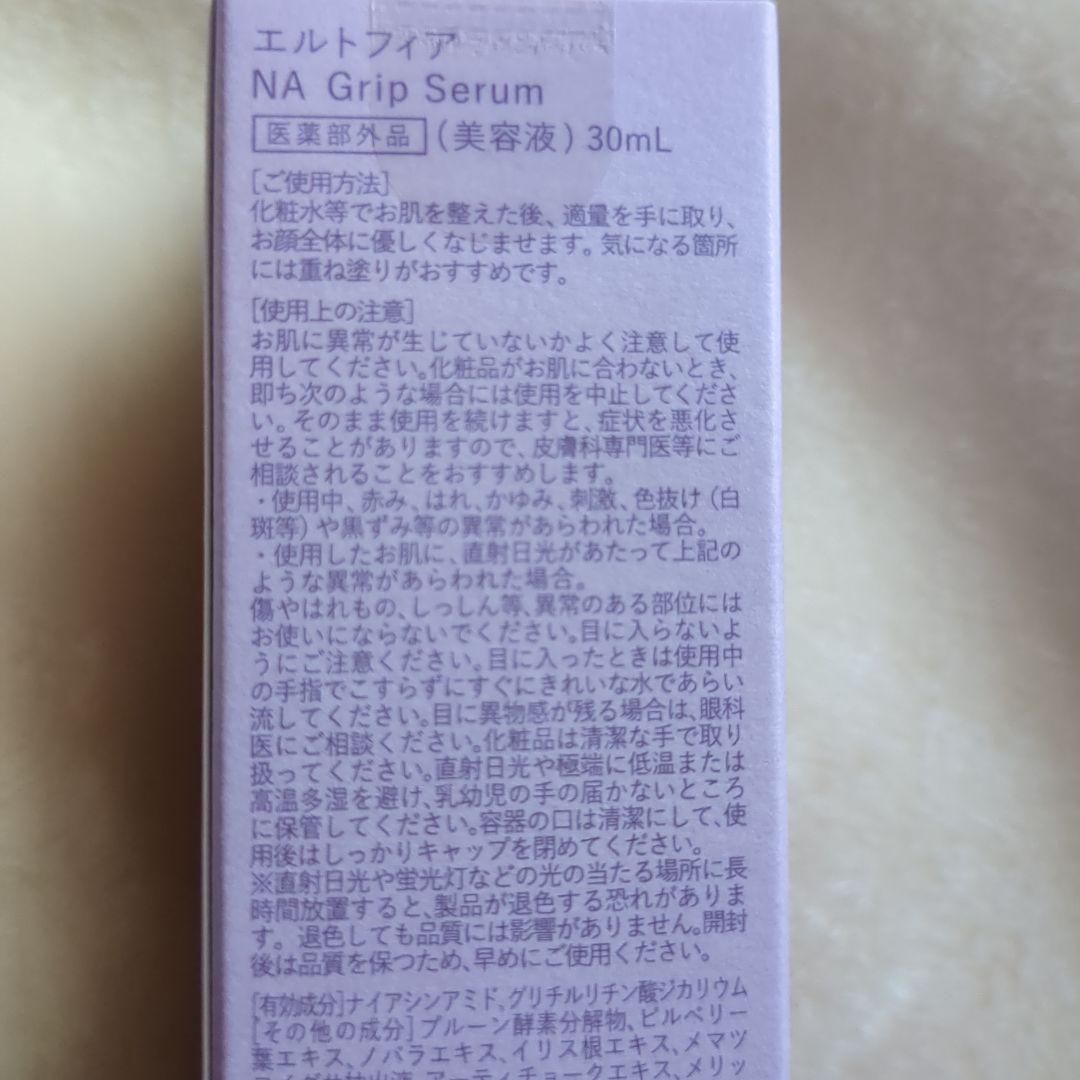 エルトフィア
NA Grip Serum
医薬部外品 (美容液) 30mL
[ご使用方法]
化粧水等でお肌を整えた後、適量を手に取り、
お顔全体に優しくなじませます。気になる箇所
には重ね塗りがおすすめです。
[使用上の注意]
お肌に異常が生じていないかよく注意して使
用してください。化粧品がお肌に合わないとき、
即ち次のような場合には使用を中止してくださ
い。そのまま使用を続けますと、症状を悪化さ
せることがありますので、皮膚科専門医等にご
相談されることをおすすめします。
・使用中、赤み、はれ、かゆみ、刺激、色抜け(白
斑等)や黒ずみ等の異常があらわれた場合。
・使用したお肌に、直射日光があたって上記の
ような異常があらわれた場合。
傷やはれもの、しっしん等、異常のある部位には
お使いにならないでください。目に入らないよ
うにご注意ください。目に入ったときは使用中
の手指でこすらずにすぐにきれいな水であらい
流してください。目に異物感が残る場合は、眼科
医にご相談ください。化粧品は清潔な手で取り
扱ってください。直射日光や極端に低温または
高温多湿を避け、乳幼児の手の届かないところ
に保管してください。容器の口は清潔にして、使
用後はしっかりキャップを閉めてください。
※直射日光や蛍光灯などの光の当たる場所に長
時間放置すると、製品が退色する恐れがありま
す。退色しても品質には影響がありません。開封
後は品質を保つため、早めにご使用ください。
[有効成分]ナイアシンアミド、グリチルリチン酸ジカリウム
[その他の成分]プルーン酵素分解物、ビルベリー
葉エキス、ノバラエキス、イリス根エキス、メマツ
アーティチョークエキス、メリッ